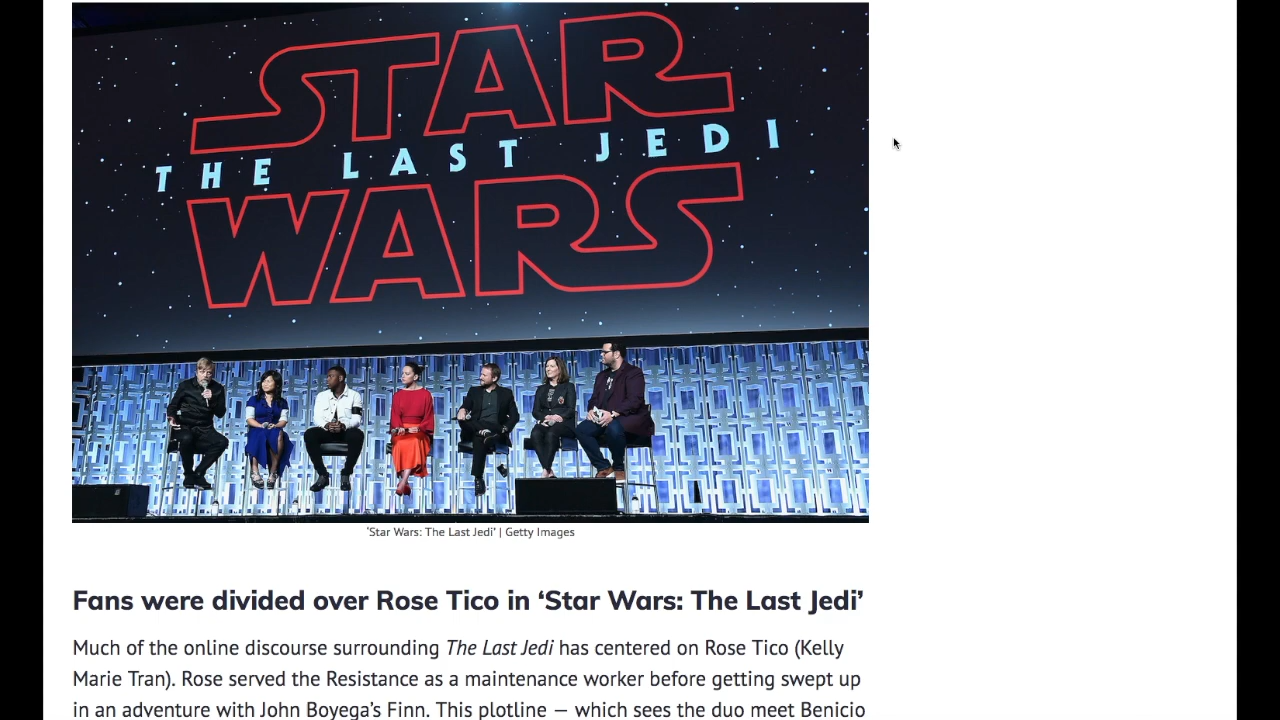 STAR
THE LAST JEDI
WARS
‘Star Wars: The Last Jedi’ | Getty Images
Fans were divided over Rose Tico in ‘Star Wars: The Last Jedi’
Much of the online discourse surrounding The Last Jedi has centered on Rose Tico (Kelly
Marie Tran). Rose served the Resistance as a maintenance worker before getting swept up
in an adventure with John Boyega’s Finn. This plotline — which sees the duo meet Benicio